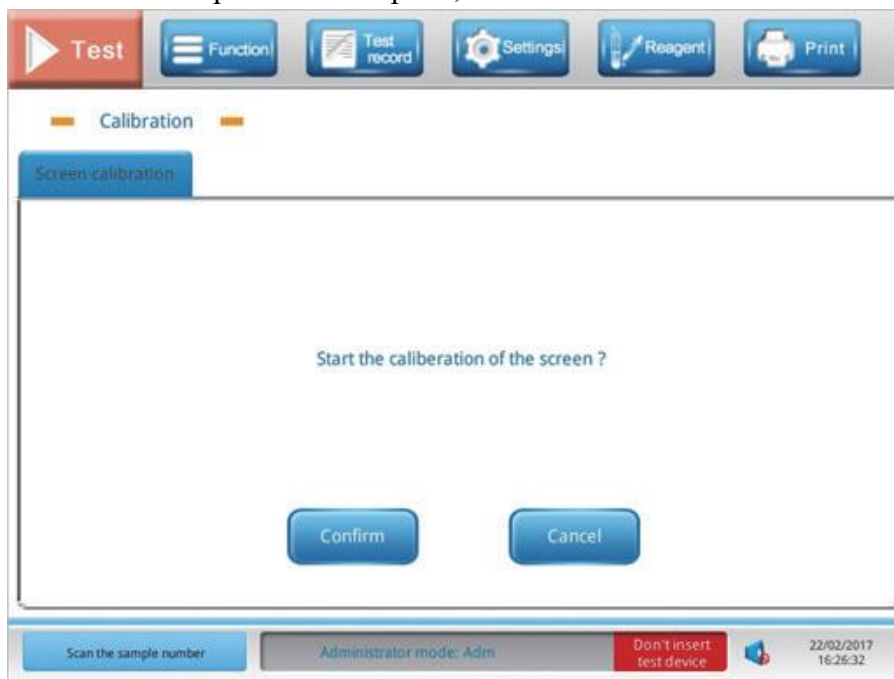 Test
Function
Test
record
Settings
Reagent
Print
Calibration
Screen calibration
Start the caliberation of the screen ?
Confirm
Cancel
Scan the sample number
Administrator mode: Adm
Don't insert
test device
22/02/2017
16:26:32